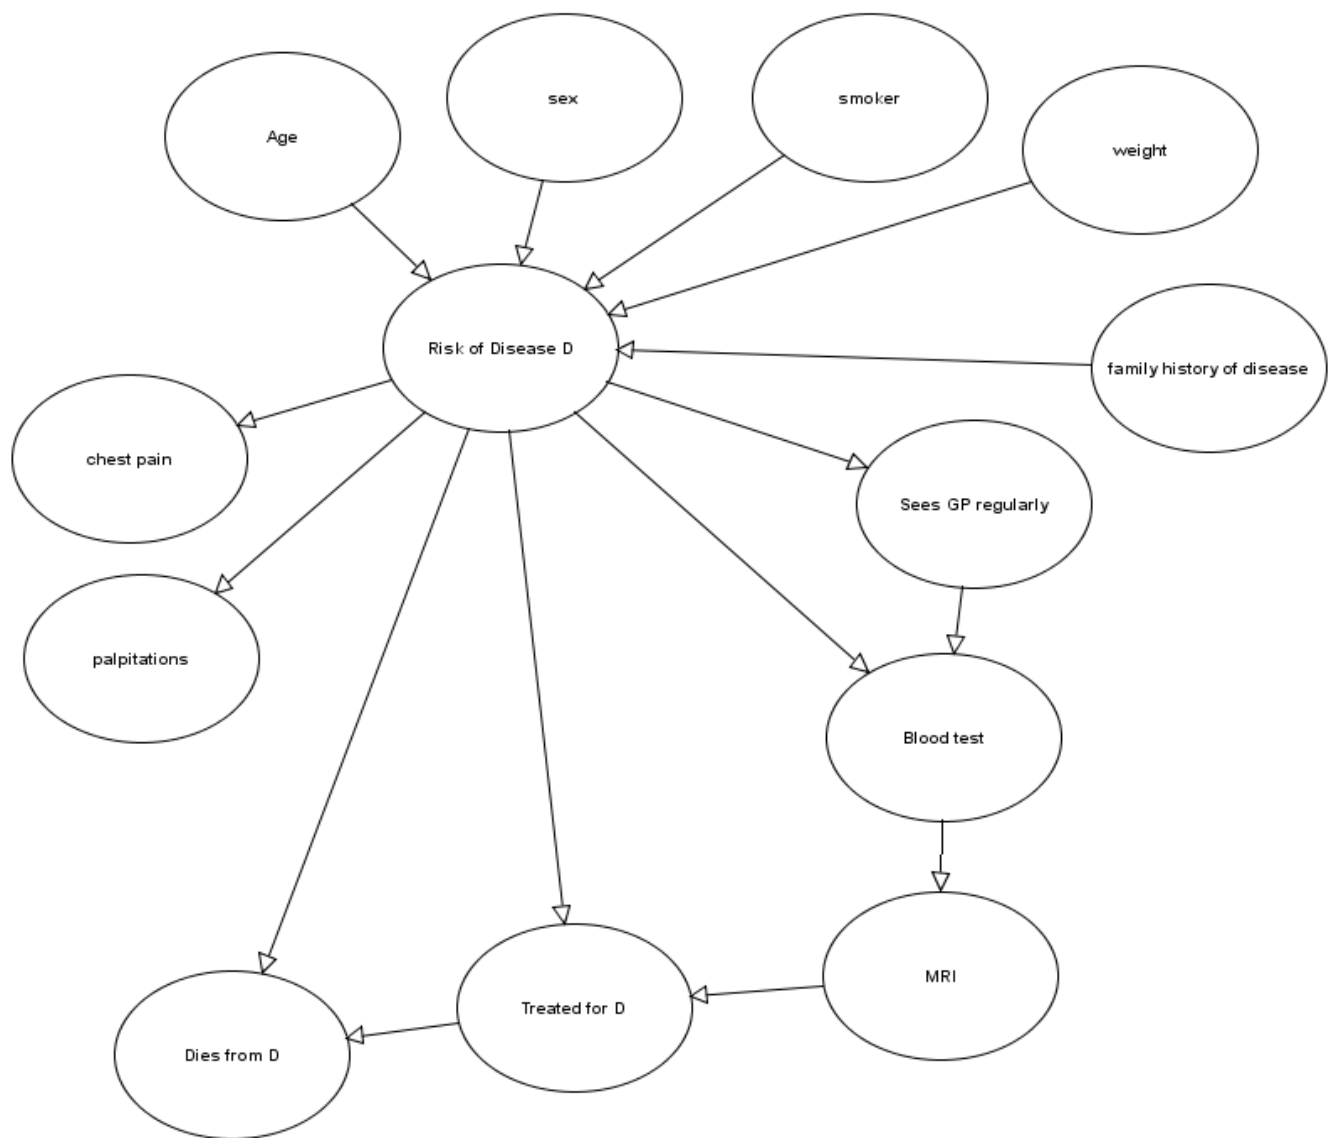 Age
sex
smoker
weight
Risk of Disease D
family history of disease
chest pain
Sees GP regularly
palpitations
Blood test
MRI
Treated for D
Dies from D